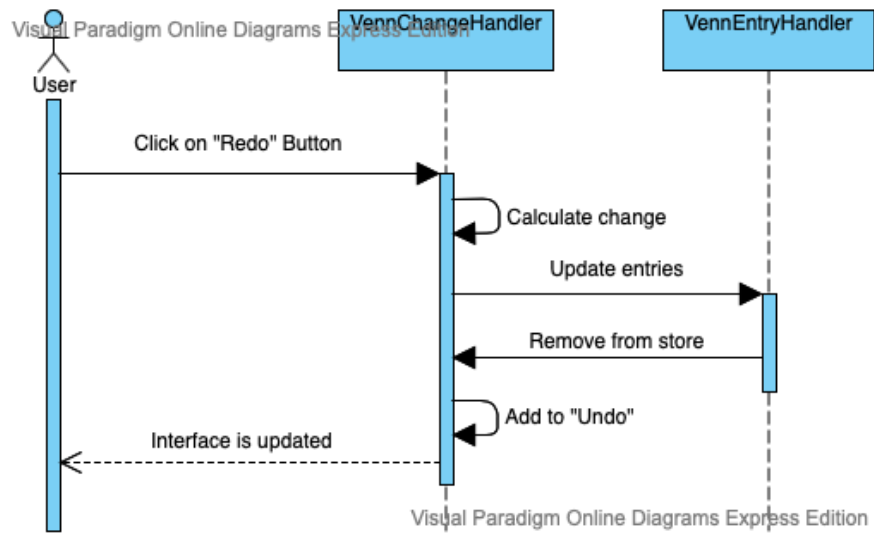 Visual Paradigm Online Diagrams Express Edition
VennChangeHandler
VennEntryHandler
User
Click on "Redo" Button
Calculate change
Update entries
Remove from store
Add to "Undo"
Interface is updated
Visual Paradigm Online Diagrams Express Edition